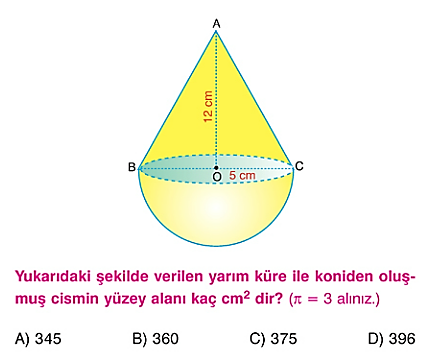 A
12 cm
B
C
O
5 cm
Yukarıdaki şekilde verilen yarım küre ile koniden oluş-
muş cismin yüzey alanı kaç cm² dir? (π = 3 alınız.)
A) 345 B) 360 C) 375 D) 396